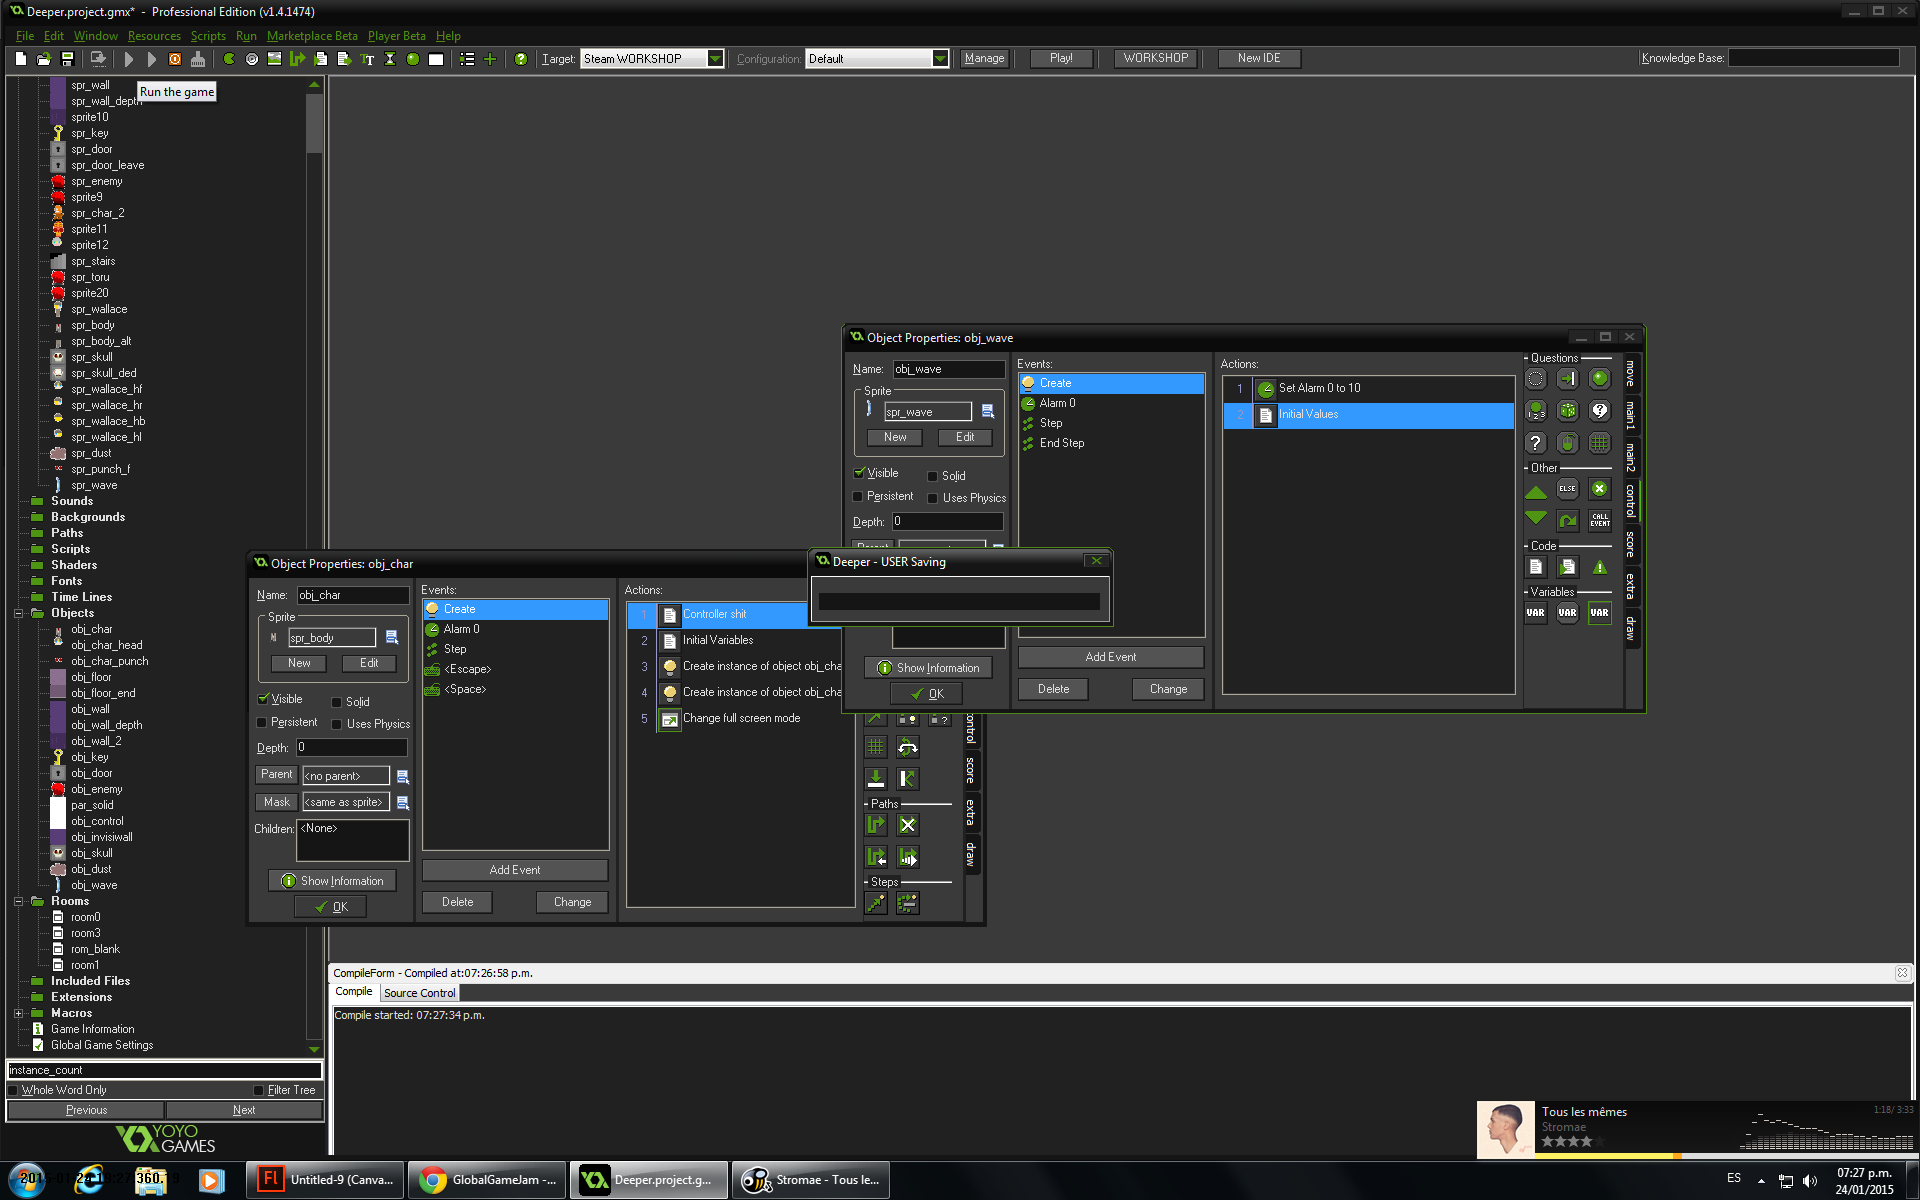 Deeper.project.gmx* - Professional Edition (v1.4.1474)
File Edit Window Resources Scripts Run Marketplace Beta Player Beta Help
Target: Steam WORKSHOP Configuration: Default Manage Play! WORKSHOP New IDE Knowledge Base:
Run the game
spr_wall
spr_wall_depth
sprite10
spr_key
spr_door
spr_door_leave
spr_enemy
sprite9
spr_char_2
sprite11
sprite12
spr_stairs
spr_toru
sprite20
spr_wallace
spr_body
spr_body_alt
spr_skull
spr_skull_ded
spr_wallace_hf
spr_wallace_hr
spr_wallace_hb
spr_wallace_hl
spr_dust
spr_punch_f
spr_wave
Sounds
Backgrounds
Paths
Scripts
Shaders
Fonts
Time Lines
Objects
obj_char
obj_char_head
obj_char_punch
obj_floor
obj_floor_end
obj_wall
obj_wall_depth
obj_wall_2
obj_key
obj_door
obj_enemy
par_solid
obj_control
obj_invisiwall
obj_skull
obj_dust
obj_wave
Rooms
room0
room3
rom_blank
room1
Included Files
Extensions
Macros
Game Information
Global Game Settings
instance_count
Whole Word Only Filter Tree
Previous Next
YOYO GAMES
Object Properties: obj_wave
Name: obj_wave
Sprite
spr_wave
New Edit
Visible Solid
Persistent Uses Physics
Depth: 0
Events:
Create
Alarm 0
Step
End Step
Add Event
Delete Change
Show Information
OK
Actions:
1 Set Alarm 0 to 10
2 Initial Values
Questions
Other
ELSE
CALL EVENT
Code
Variables
VAR VAR VAR
move
main1
main2
control
score
extra
draw
Deeper - USER Saving
Object Properties: obj_char
Name: obj_char
Sprite
spr_body
New Edit
Visible Solid
Persistent Uses Physics
Depth: 0
Parent <no parent>
Mask <same as sprite>
Children: <None>
Show Information
OK
Events:
Create
Alarm 0
Step
<Escape>
<Space>
Add Event
Delete Change
Actions:
1 Controller shit
2 Initial Variables
3 Create instance of object obj_cha
4 Create instance of object obj_cha
5 Change full screen mode
Paths
Steps
score
extra
draw
CompileForm - Compiled at:07:26:58 p.m.
Compile Source Control
Compile started: 07:27:34 p.m.
Tous les mêmes
Stromae
1:18/ 3:33
Untitled-9 (Canva...
GlobalGameJam -...
Deeper.project.g...
Stromae - Tous le...
ES
07:27 p.m.
24/01/2015